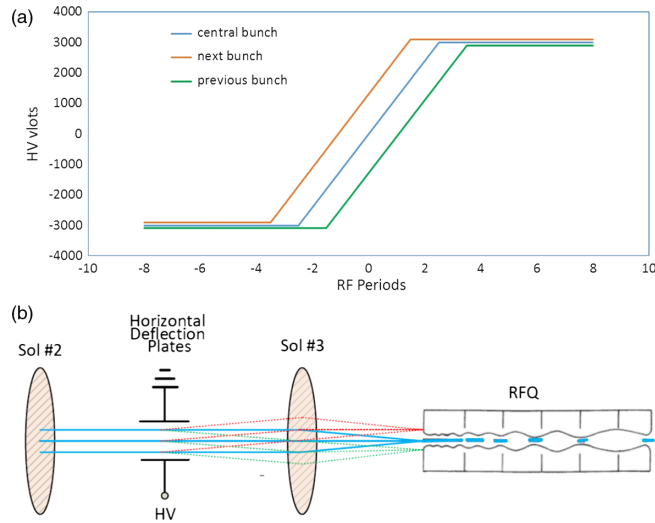 (a)
4000
3000
2000
1000
0
-1000
-2000
-3000
-4000
HV vlots
central bunch
next bunch
previous bunch
-10 -8 -6 -4 -2 0 2 4 6 8 10
RF Periods
(b)
Horizontal
Deflection
Plates
Sol #2
Sol #3
RFQ
HV